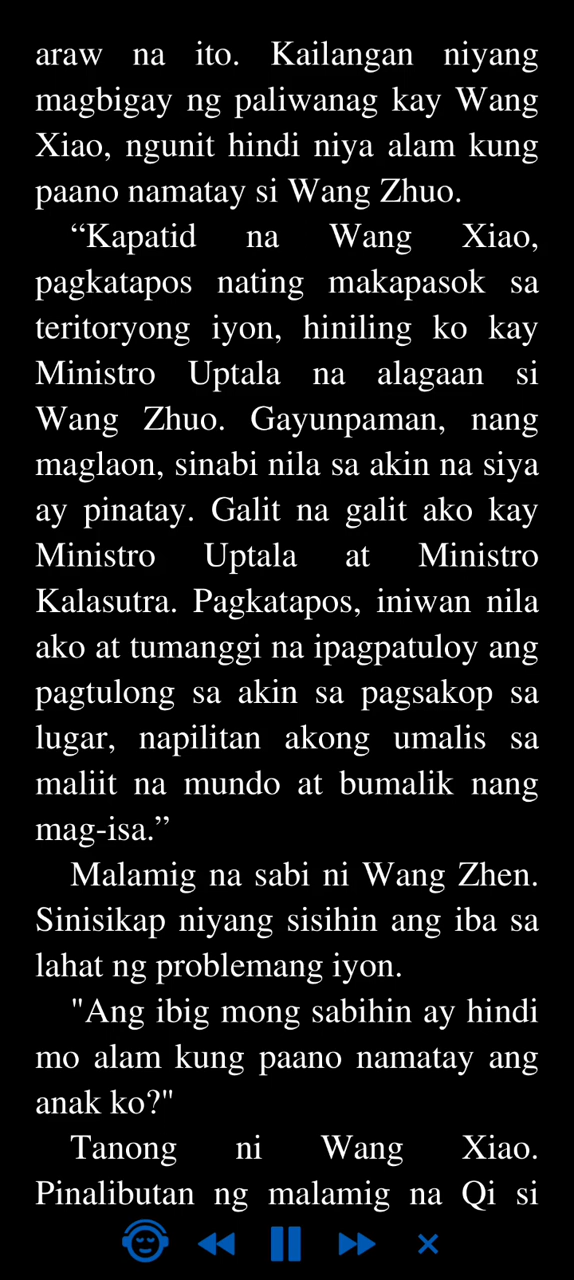 araw na ito. Kailangan niyang
magbigay ng paliwanag kay Wang
Xiao, ngunit hindi niya alam kung
paano namatay si Wang Zhuo.
“Kapatid na Wang Xiao,
pagkatapos nating makapasok sa
teritoryong iyon, hiniling ko kay
Ministro Uptala na alagaan si
Wang Zhuo. Gayunpaman, nang
maglaon, sinabi nila sa akin na siya
ay pinatay. Galit na galit ako kay
Ministro Uptala at Ministro
Kalasutra. Pagkatapos, iniwan nila
ako at tumanggi na ipagpatuloy ang
pagtulong sa akin sa pagsakop sa
lugar, napilitan akong umalis sa
maliit na mundo at bumalik nang
mag-isa.”
Malamig na sabi ni Wang Zhen.
Sinisikap niyang sisihin ang iba sa
lahat ng problemang iyon.
"Ang ibig mong sabihin ay hindi
mo alam kung paano namatay ang
anak ko?"
Tanong ni Wang Xiao.
Pinalibutan ng malamig na Qi si